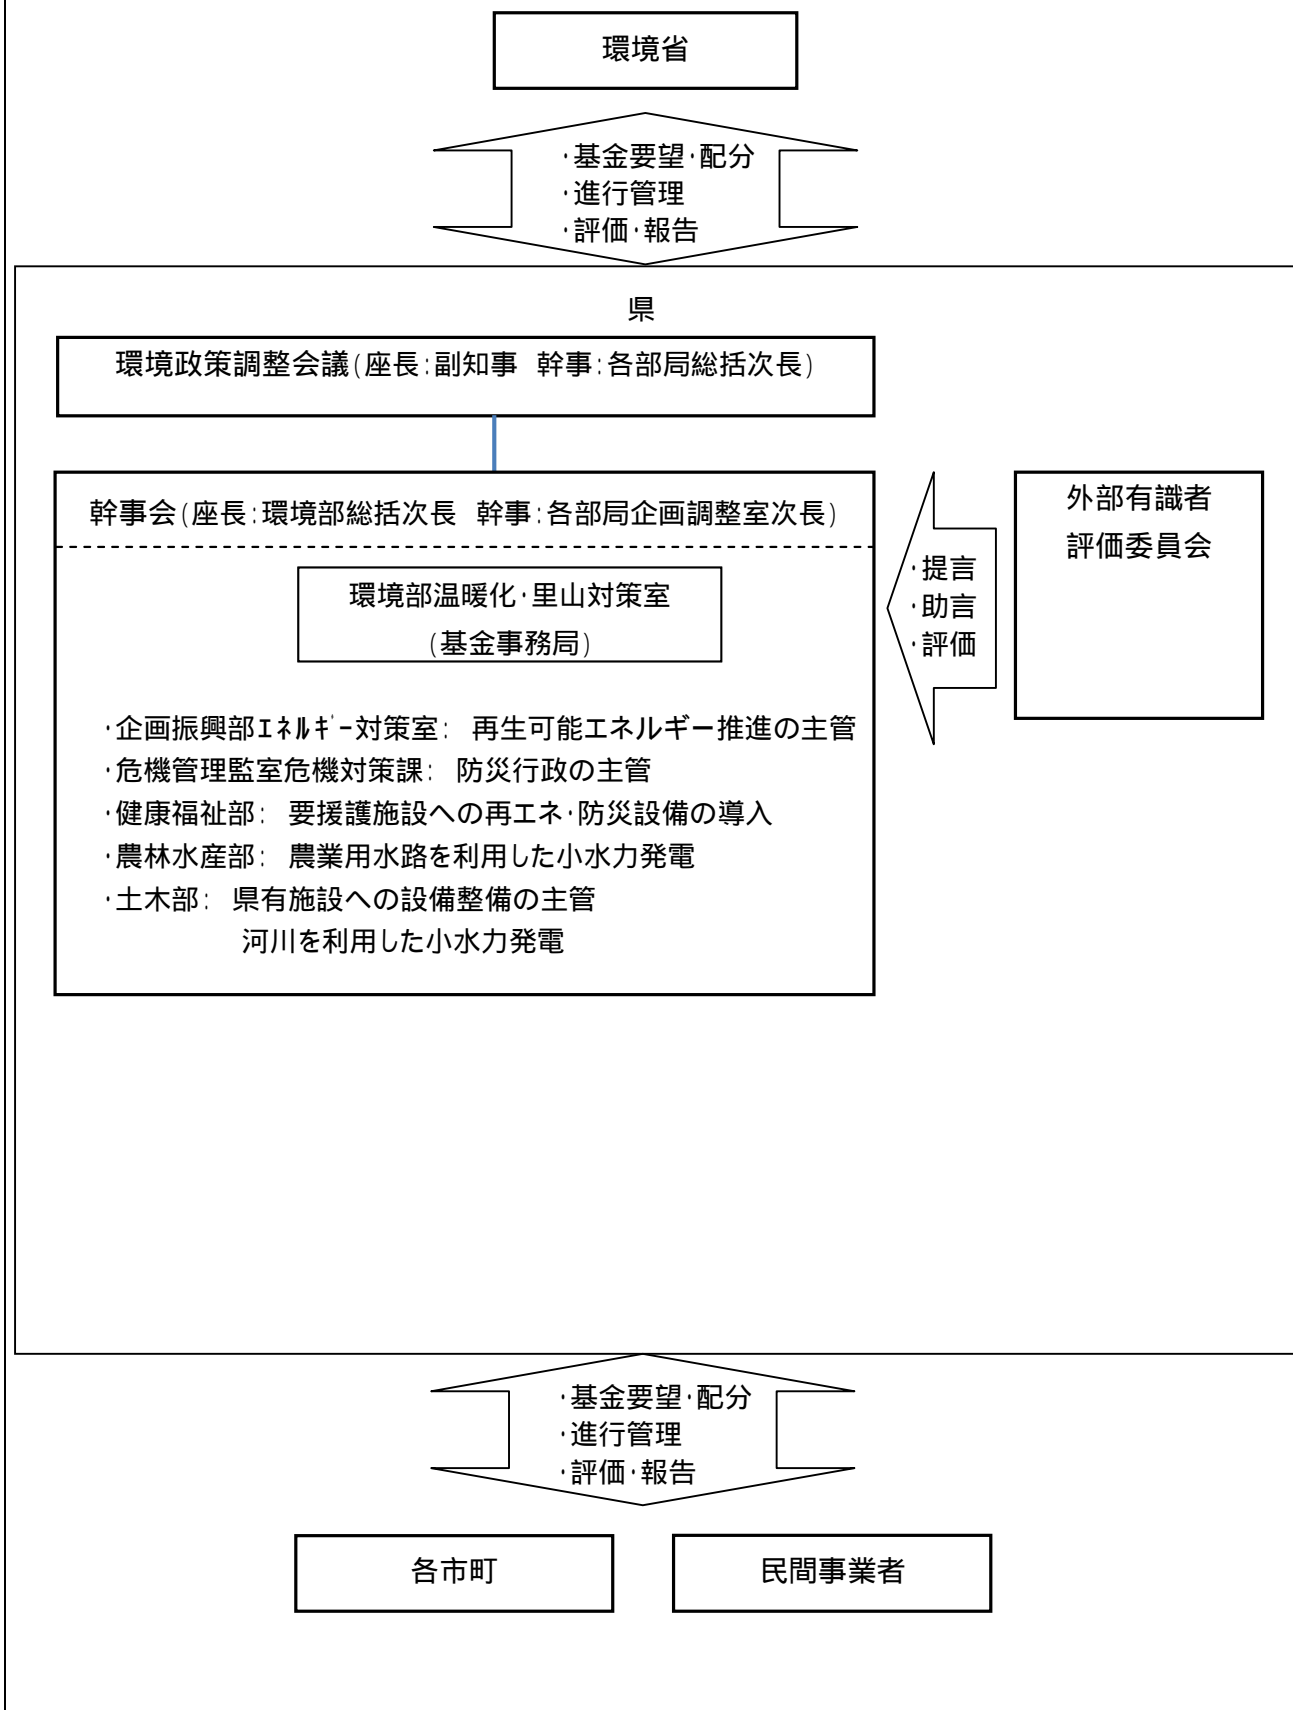 環境省
・基金要望・配分
・進行管理
・評価・報告
県
環境政策調整会議(座長:副知事 幹事:各部局総括次長)
幹事会(座長:環境部総括次長 幹事:各部局企画調整室次長)
環境部温暖化・里山対策室
(基金事務局)
・企画振興部ｴﾈﾙｷﾞｰ対策室: 再生可能エネルギー推進の主管
・危機管理監室危機対策課: 防災行政の主管
・健康福祉部: 要援護施設への再エネ・防災設備の導入
・農林水産部: 農業用水路を利用した小水力発電
・土木部: 県有施設への設備整備の主管
河川を利用した小水力発電
・提言
・助言
・評価
外部有識者
評価委員会
・基金要望・配分
・進行管理
・評価・報告
各市町
民間事業者